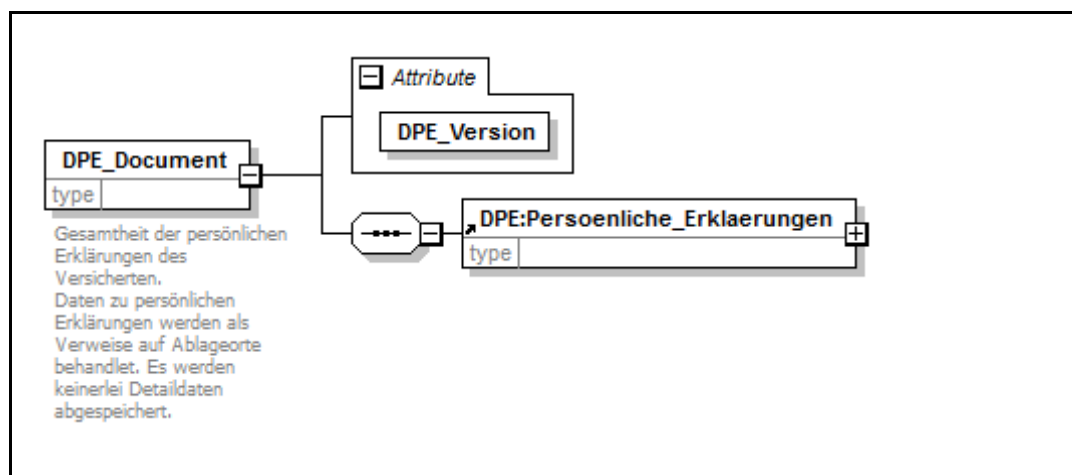 Attribute
DPE_Version
DPE_Document
type
Gesamtheit der persönlichen
Erklärungen des
Versicherten.
Daten zu persönlichen
Erklärungen werden als
Verweise auf Ablageorte
behandlet. Es werden
keinerlei Detaildaten
abgespeichert.
DPE:Persoenliche_Erklaerungen
type